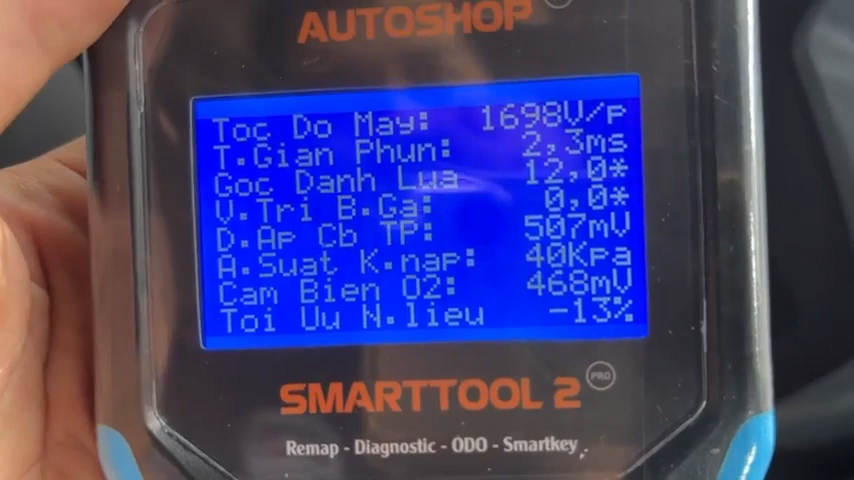 AUTOSHOP
Toc Do May: 1698V/P
T.Gian Phun: 2,3ms
Goc Danh Lua 12,0*
V.Tri B.Ga: 0,0*
D.Ap Cb TP: 507mV
A.Suat K.nap: 40Kpa
Cam Bien O2: 468mV
Toi Uu N.lieu -13%
SMARTTOOL 2 PRO
Remap - Diagnostic - ODO - Smartkey